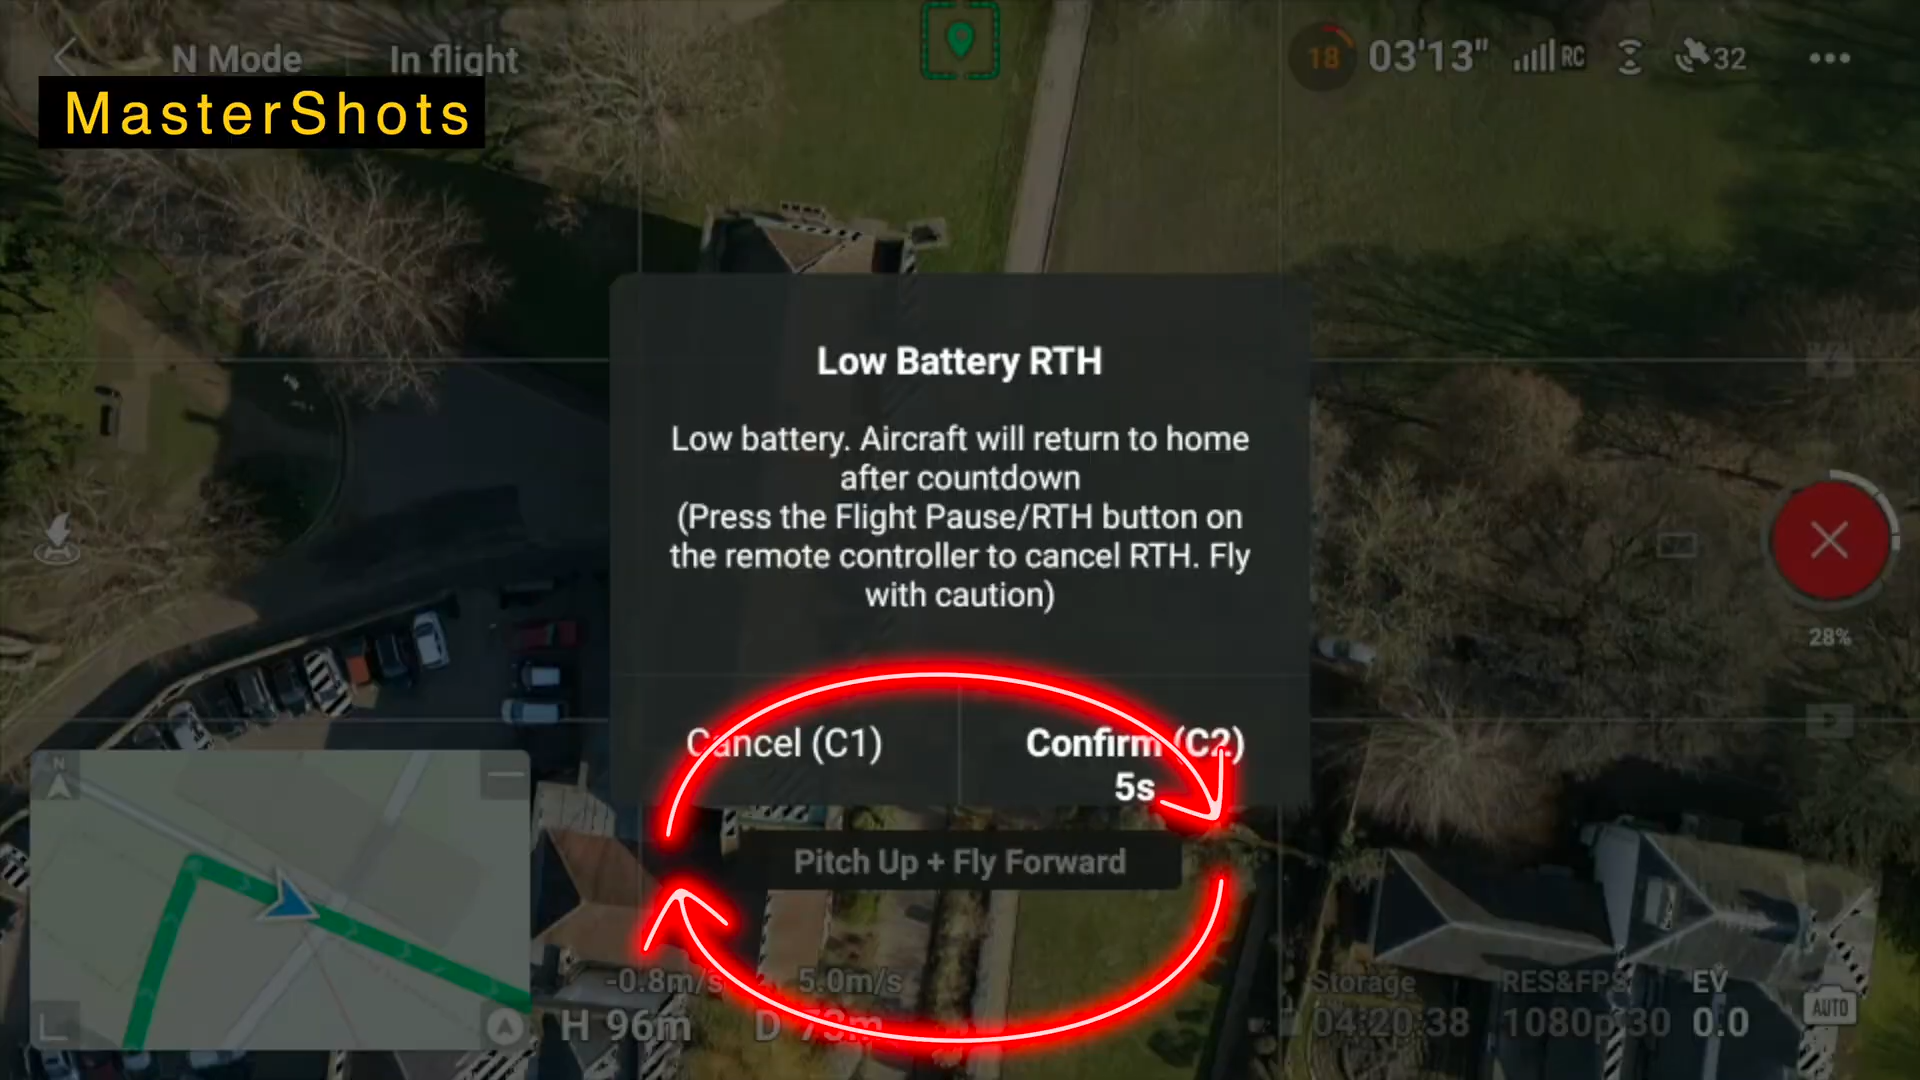 N Mode
In flight
18
03'13"
RC
32
MasterShots
Low Battery RTH
Low battery. Aircraft will return to home
after countdown
(Press the Flight Pause/RTH button on
the remote controller to cancel RTH. Fly
with caution)
28%
Cancel (C1)
Confirm (C2)
5s
N
Pitch Up + Fly Forward
-0.8m/s
5.0m/s
H 96m
D 73m
Storage
04:20:38
RES&FPS
1080p 30
EV
0.0
AUTO